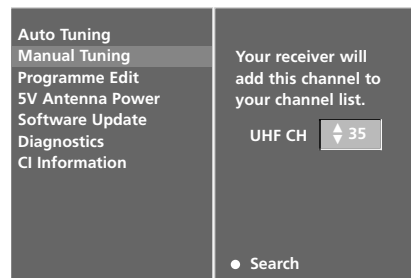 Auto Tuning
Manual Tuning
Programme Edit
5V Antenna Power
Software Update
Diagnostics
CI Information
Your receiver will
add this channel to
your channel list.
UHF CH 35
Search